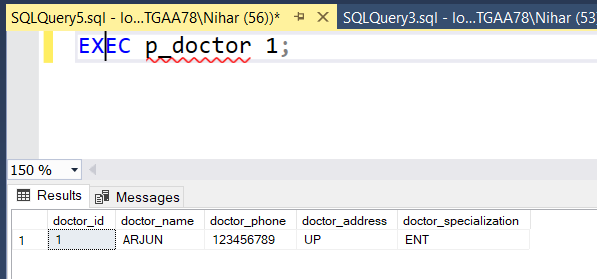 SQLQuery5.sql - lo...TGAA78\Nihar (56))* SQLQuery3.sql - lo...TGAA78\Nihar (53)
EXEC p_doctor 1;
150 %
Results Messages
doctor_id doctor_name doctor_phone doctor_address doctor_specialization
1 1 ARJUN 123456789 UP ENT